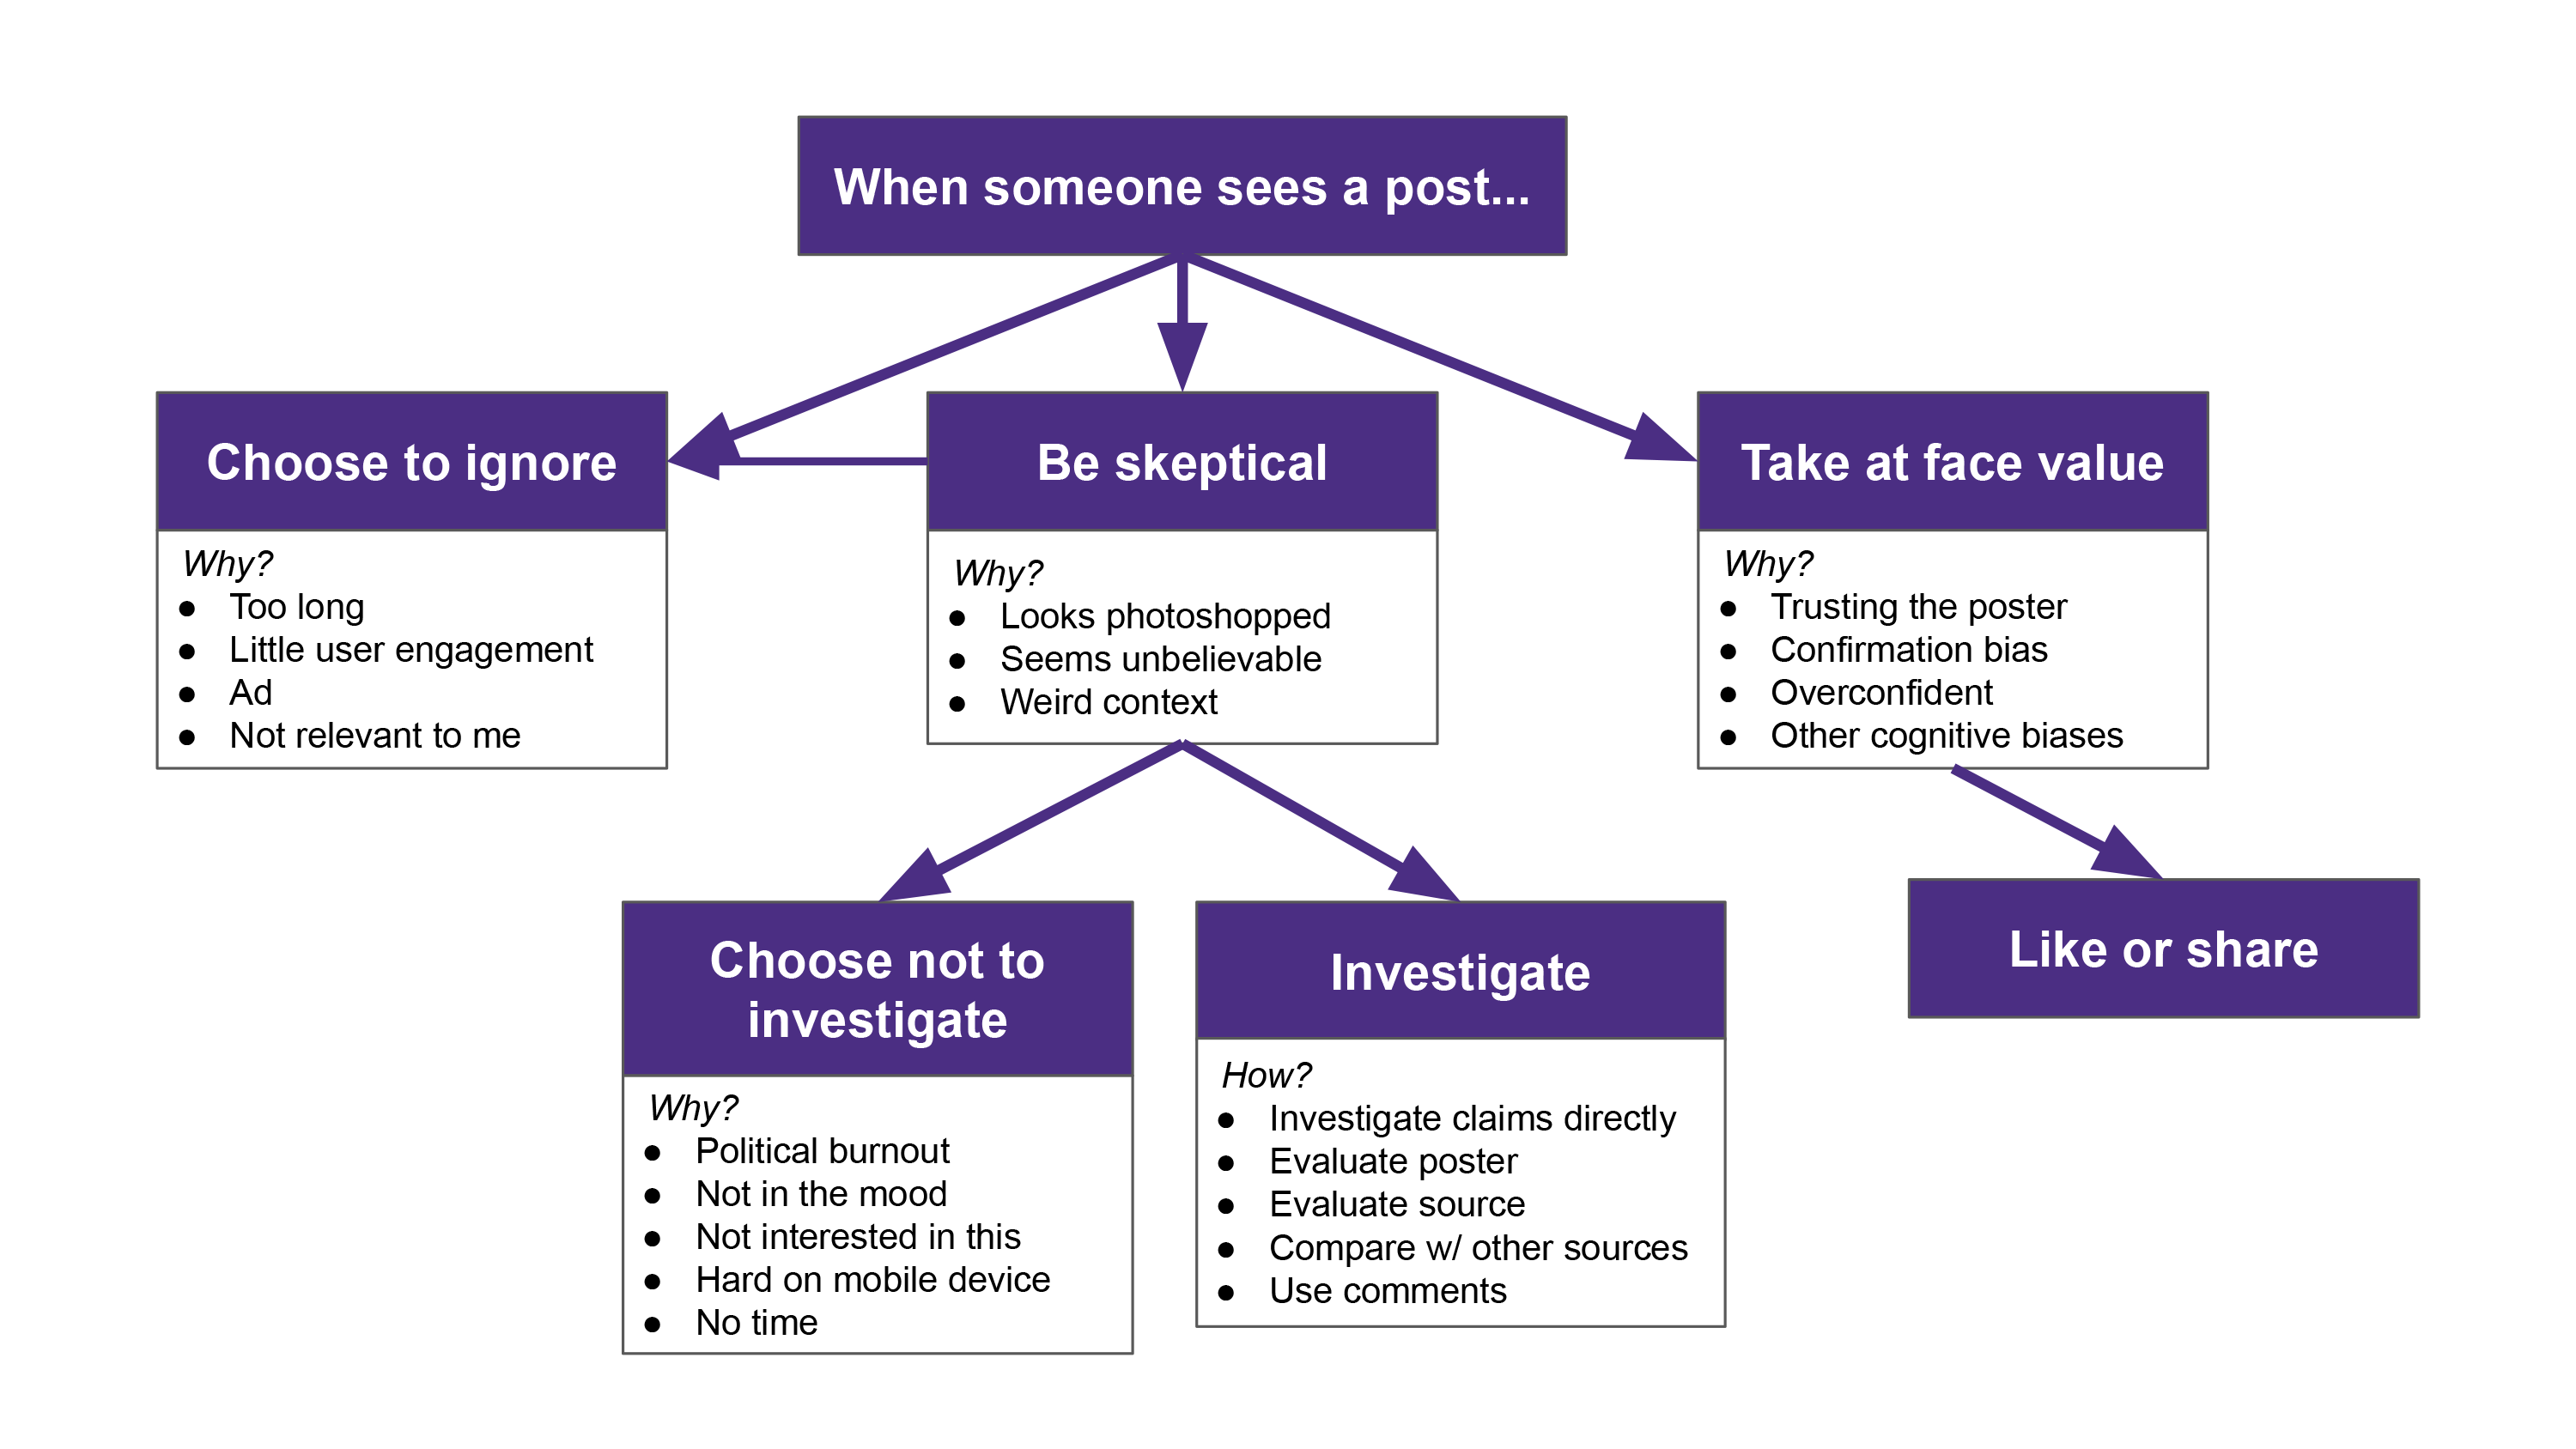 When someone sees a post...
Choose to ignore
Why?
● Too long
● Little user engagement
● Ad
● Not relevant to me
Be skeptical
Why?
● Looks photoshopped
● Seems unbelievable
● Weird context
Take at face value
Why?
● Trusting the poster
● Confirmation bias
● Overconfident
● Other cognitive biases
Choose not to
investigate
Why?
● Political burnout
● Not in the mood
● Not interested in this
● Hard on mobile device
● No time
Investigate
How?
● Investigate claims directly
● Evaluate poster
● Evaluate source
● Compare w/ other sources
● Use comments
Like or share